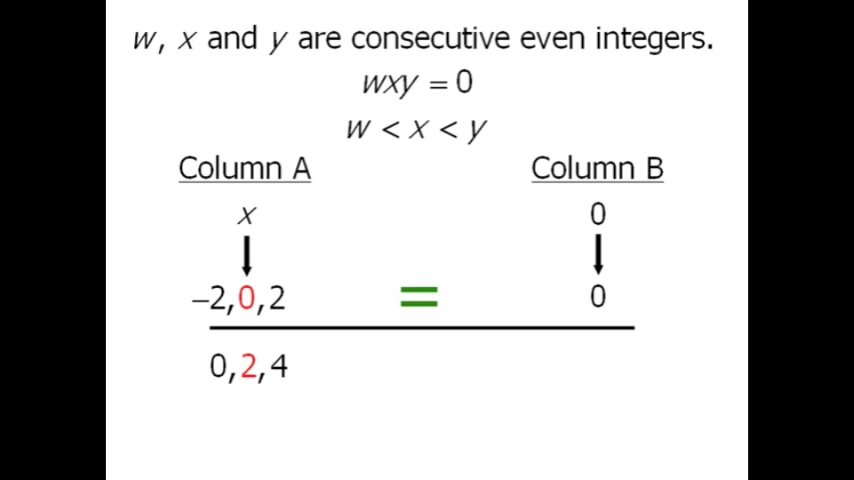 w, x and y are consecutive even integers.
wxy = 0
w < x < y
Column A Column B
x 0
–2,0,2 = 0
0,2,4